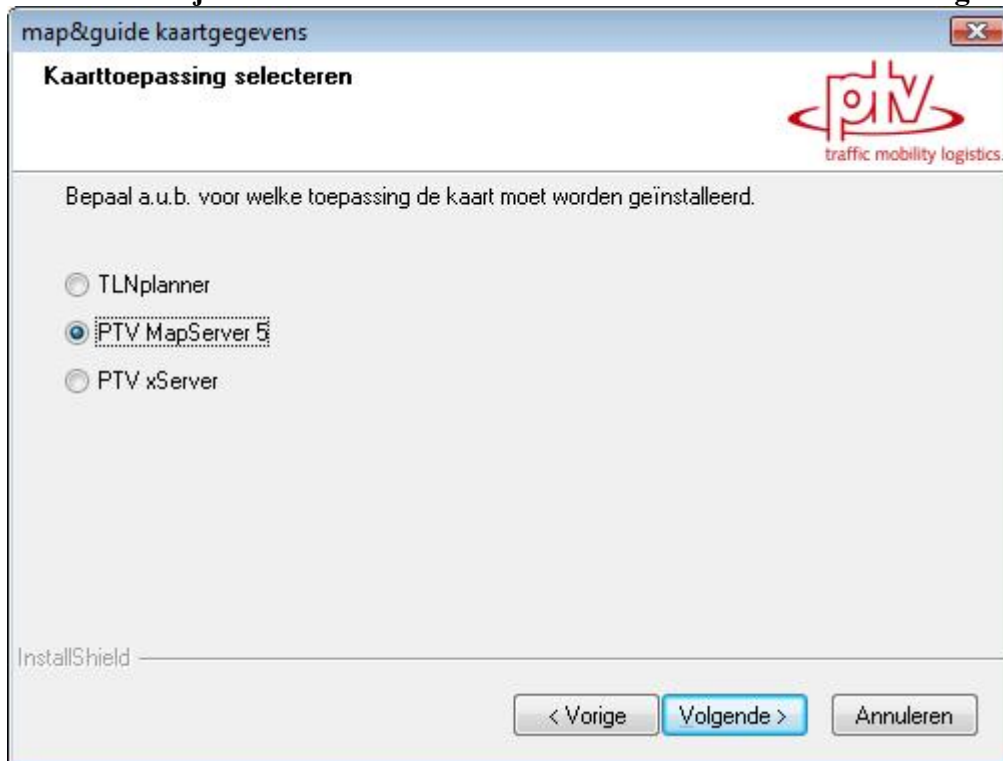 map&guide kaartgegevens
Kaarttoepassing selecteren
ptv
traffic mobility logistics.
Bepaal a.u.b. voor welke toepassing de kaart moet worden geïnstalleerd.
TLNplanner
PTV MapServer 5
PTV xServer
InstallShield
< Vorige Volgende > Annuleren